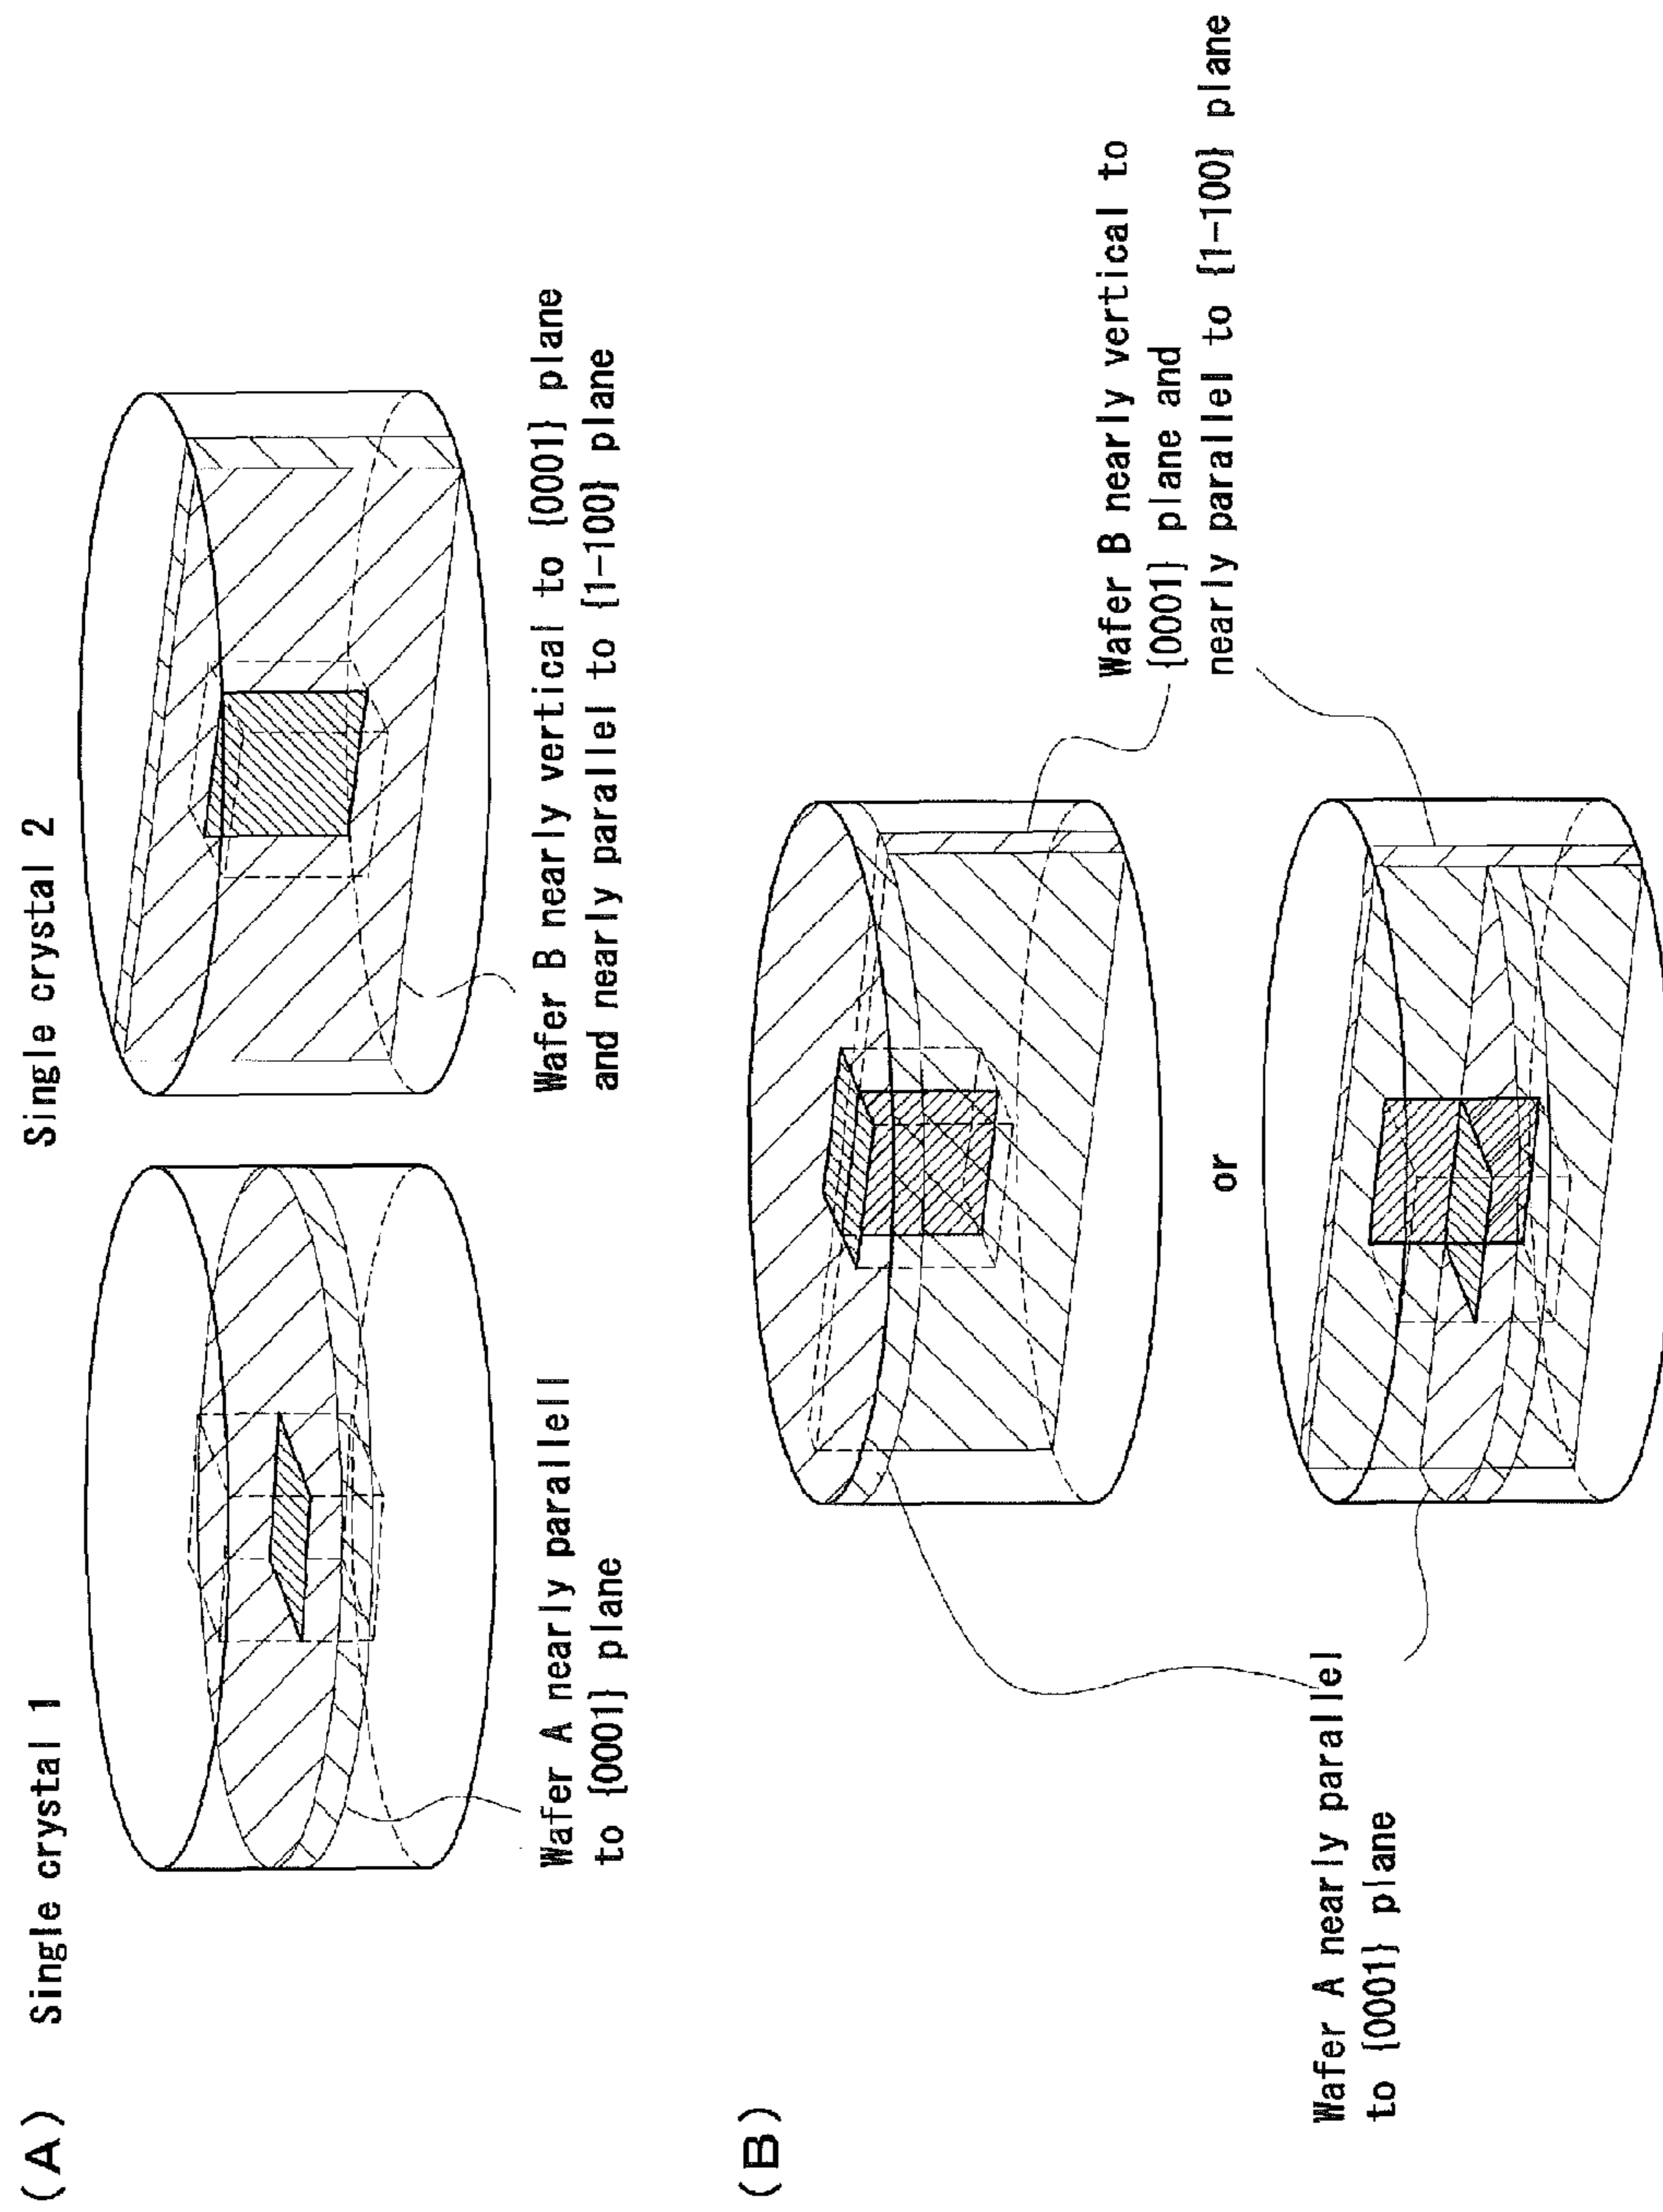 (A)
Single crystal 1
Single crystal 2
Wafer A nearly parallell
to {0001} plane
Wafer B nearly vertical to {0001} plane
and nearly parallel to {1-100} plane
(B)
Wafer B nearly vertical to
{0001} plane and
nearly parallel to {1-100} plane
or
Wafer A nearly parallel
to {0001} plane